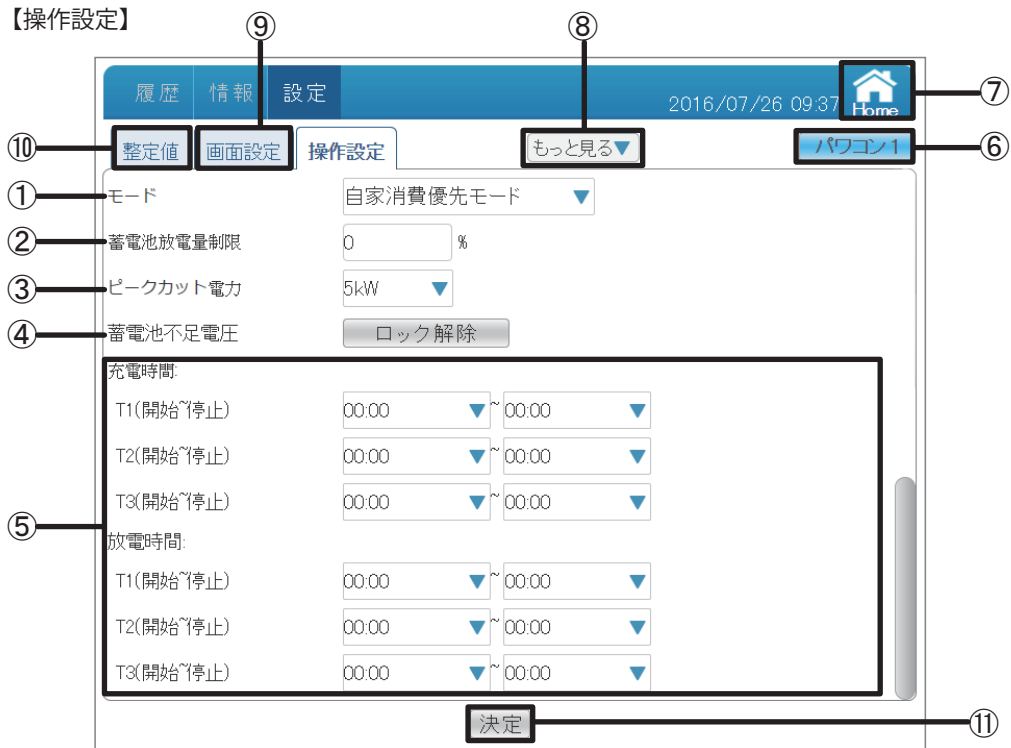 【操作設定】
⑨ ⑧
履歴 情報 設定
2016/07/26 09:37 Home ⑦
⑩ 整定値 画面設定 操作設定 もっと見る▼ パワコン1 ⑥
① モード 自家消費優先モード ▼
② 蓄電池放電量制限 0 %
③ ピークカット電力 5kW ▼
④ 蓄電池不足電圧 ロック解除
充電時間:
T1(開始~停止) 00:00 ▼ ~ 00:00 ▼
T2(開始~停止) 00:00 ▼ ~ 00:00 ▼
T3(開始~停止) 00:00 ▼ ~ 00:00 ▼
⑤
放電時間:
T1(開始~停止) 00:00 ▼ ~ 00:00 ▼
T2(開始~停止) 00:00 ▼ ~ 00:00 ▼
T3(開始~停止) 00:00 ▼ ~ 00:00 ▼
決定 ⑪